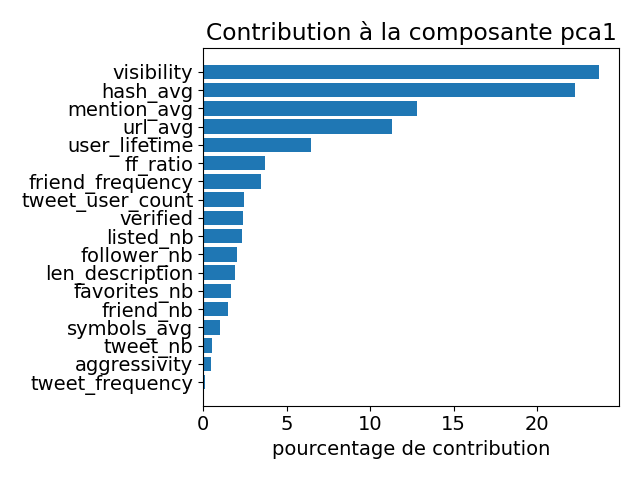 Contribution à la composante pca1
visibility
hash_avg
mention_avg
url_avg
user_lifetime
ff_ratio
friend_frequency
tweet_user_count
verified
listed_nb
follower_nb
len_description
favorites_nb
friend_nb
symbols_avg
tweet_nb
aggressivity
tweet_frequency
0 5 10 15 20
pourcentage de contribution